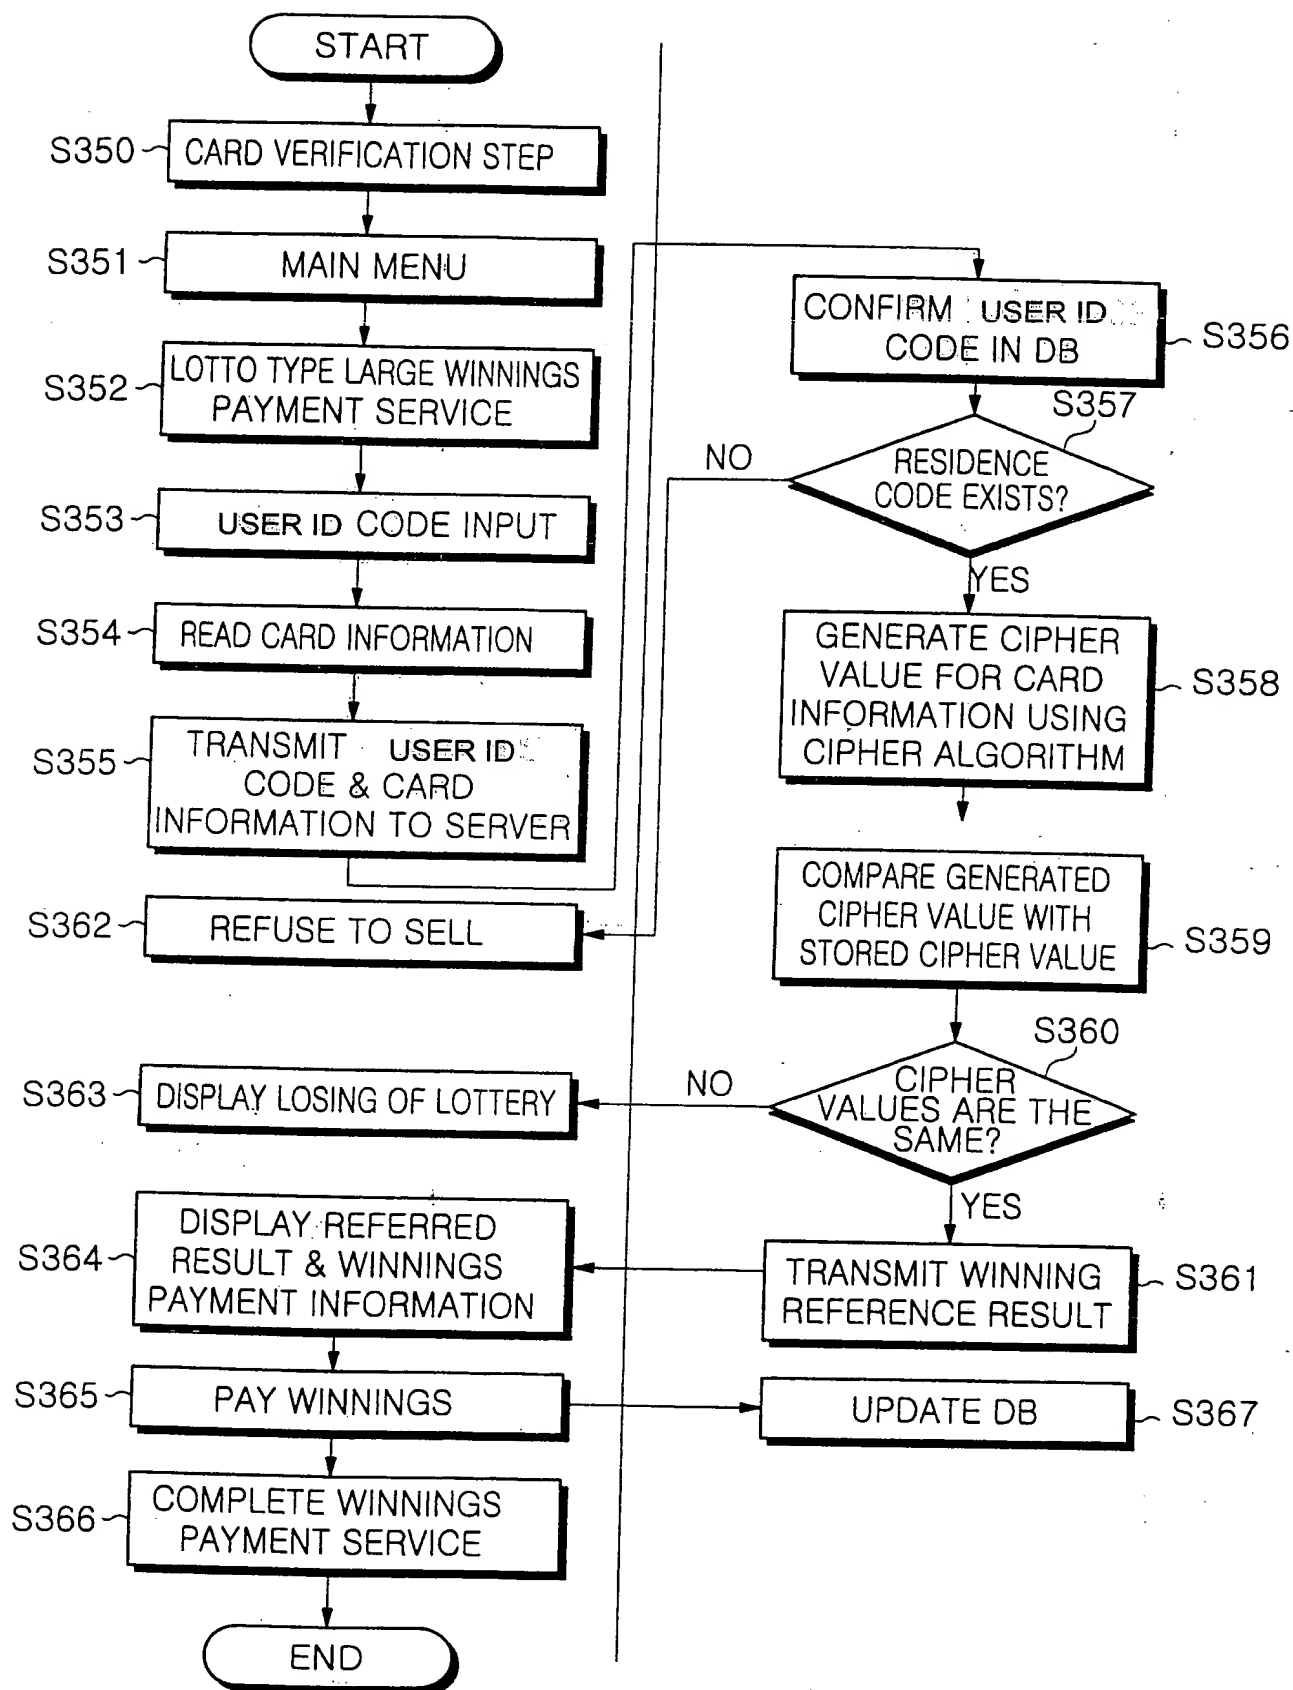 START
S350
CARD VERIFICATION STEP
S351
MAIN MENU
S352
LOTTO TYPE LARGE WINNINGS
PAYMENT SERVICE
S353
USER ID CODE INPUT
S354
READ CARD INFORMATION
S355
TRANSMIT USER ID
CODE & CARD
INFORMATION TO SERVER
S362
REFUSE TO SELL
S363
DISPLAY LOSING OF LOTTERY
S364
DISPLAY REFERRED
RESULT & WINNINGS
PAYMENT INFORMATION
S365
PAY WINNINGS
S366
COMPLETE WINNINGS
PAYMENT SERVICE
END
CONFIRM USER ID
CODE IN DB
S356
S357
NO
RESIDENCE
CODE EXISTS?
YES
GENERATE CIPHER
VALUE FOR CARD
INFORMATION USING
CIPHER ALGORITHM
S358
COMPARE GENERATED
CIPHER VALUE WITH
STORED CIPHER VALUE
S359
S360
NO
CIPHER
VALUES ARE THE
SAME?
YES
TRANSMIT WINNING
REFERENCE RESULT
S361
UPDATE DB
S367